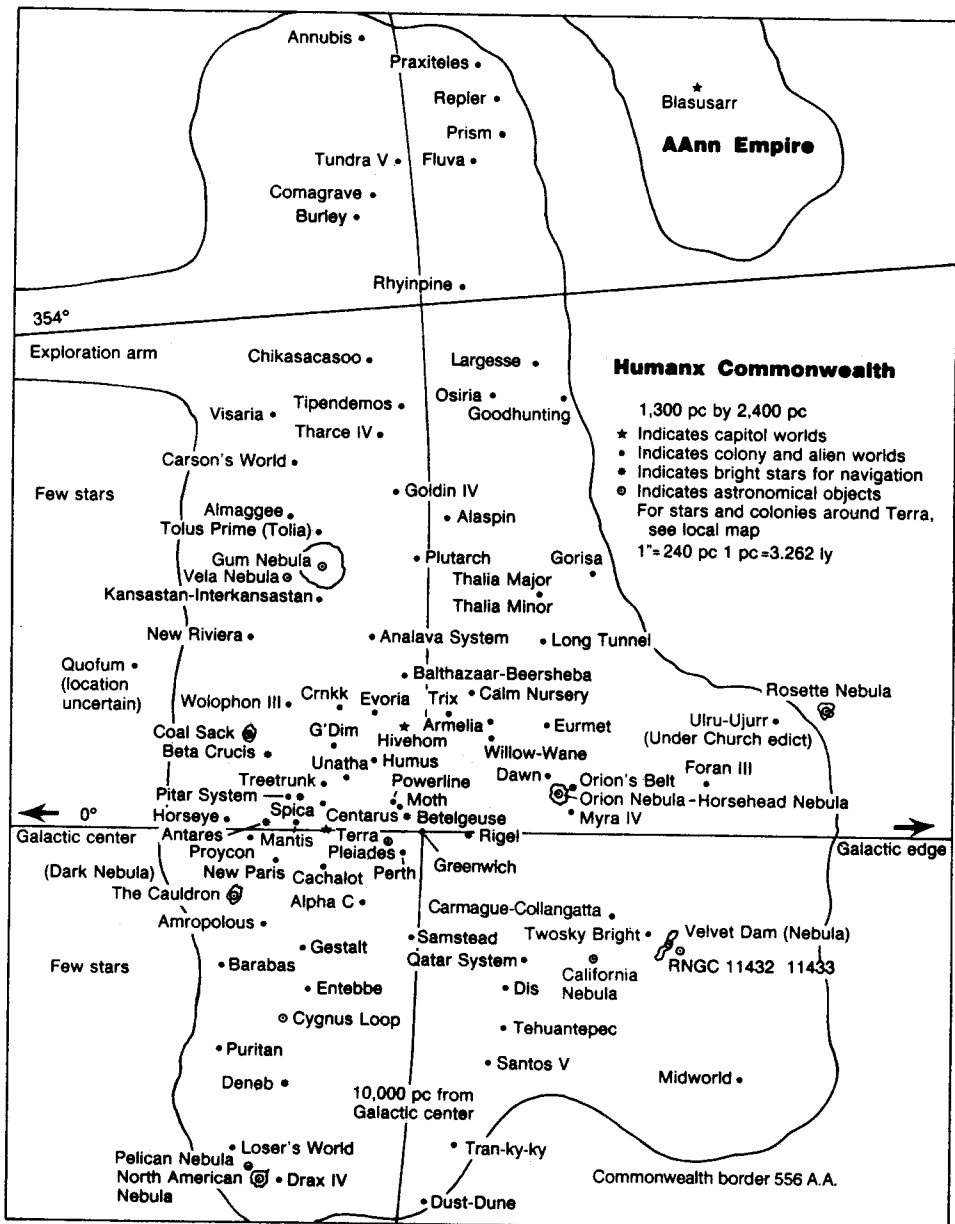 Annubis
Praxiteles
Repler
Blasusarr
AAnn Empire
Prism
Tundra V
Fluva
Comagrave
Burley
Rhyinpine
354°
Exploration arm
Chikasacasoo
Largesse
Humanx Commonwealth
1,300 pc by 2,400 pc
★ Indicates capitol worlds
• Indicates colony and alien worlds
* Indicates bright stars for navigation
⊙ Indicates astronomical objects
For stars and colonies around Terra,
see local map
1"= 240 pc 1 pc =3.262 ly
Osiria
Goodhunting
Tipendemos
Visaria
Tharce IV
Carson's World
Few stars
Goldin IV
Almaggee
Alaspin
Tolus Prime (Tolia)
Gum Nebula
Plutarch
Gorisa
Vela Nebula
Thalia Major
Kansastan-Interkansastan
Thalia Minor
New Riviera
Analava System
Long Tunnel
Quofum
(location
uncertain)
Balthazaar-Beersheba
Wolophon III
Crnkk
Evoria
Trix
Calm Nursery
Rosette Nebula
Coal Sack
G'Dim
Hivehom
Armelia
Eurmet
Ulru-Ujurr
(Under Church edict)
Beta Crucis
Humus
Willow-Wane
Unatha
Treetrunk
Powerline
Dawn
Orion's Belt
Foran III
Pitar System
Spica
Moth
Orion Nebula-Horsehead Nebula
0°
Horseye
Centarus
Betelgeuse
Myra IV
Galactic center
Antares
Mantis
Terra
Rigel
Galactic edge
Proycon
Pleiades
Greenwich
(Dark Nebula)
New Paris
Cachalot
Perth
The Cauldron
Alpha C
Carmague-Collangatta
Amropolous
Samstead
Twosky Bright
Velvet Dam (Nebula)
Gestalt
Few stars
Barabas
Qatar System
California
Nebula
RNGC 11432 11433
Entebbe
Dis
Cygnus Loop
Tehuantepec
Puritan
Santos V
Deneb
Midworld
10,000 pc from
Galactic center
Loser's World
Tran-ky-ky
Pelican Nebula
North American
Nebula
Drax IV
Commonwealth border 556 A.A.
Dust-Dune